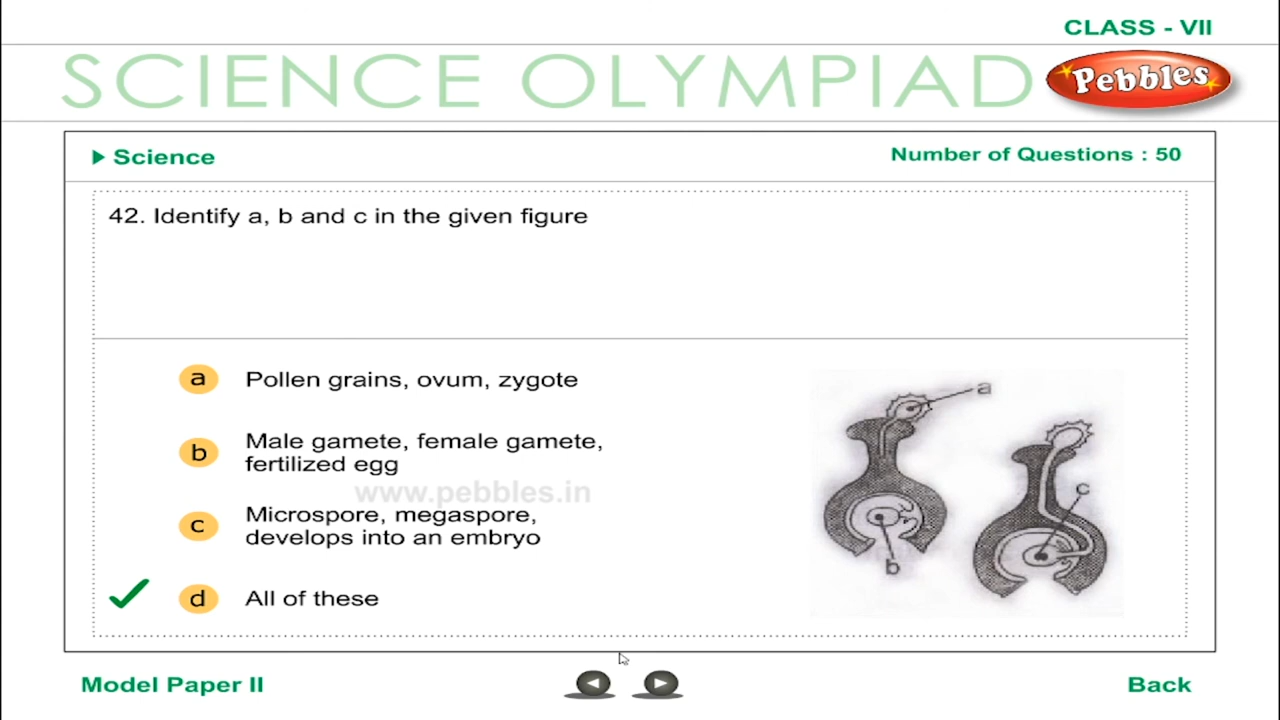 CLASS - VII
SCIENCE OLYMPIAD
Pebbles
Science
Number of Questions : 50
42. Identify a, b and c in the given figure
a Pollen grains, ovum, zygote
b Male gamete, female gamete,
fertilized egg
www.pebbles.in
c Microspore, megaspore,
develops into an embryo
d All of these
a
b
c
Model Paper II
Back